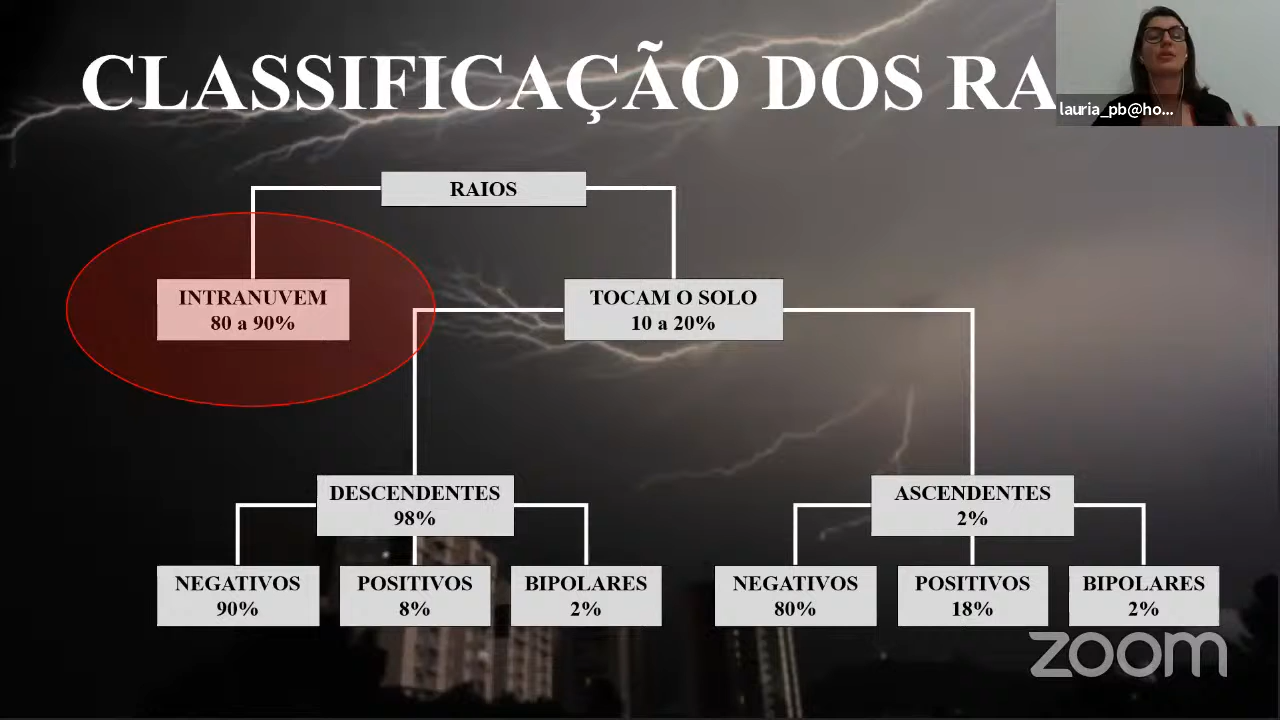 CLASSIFICAÇÃO DOS RA
lauria_pb@ho...
RAIOS
INTRANUVEM
80 a 90%
TOCAM O SOLO
10 a 20%
DESCENDENTES
98%
ASCENDENTES
2%
NEGATIVOS
90%
POSITIVOS
8%
BIPOLARES
2%
NEGATIVOS
80%
POSITIVOS
18%
BIPOLARES
2%
zoom